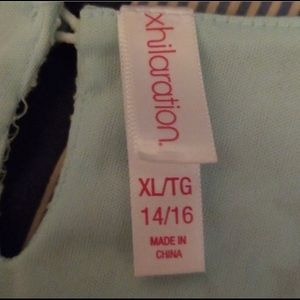 xhilaration.
XL/TG
14/16
MADE IN
CHINA